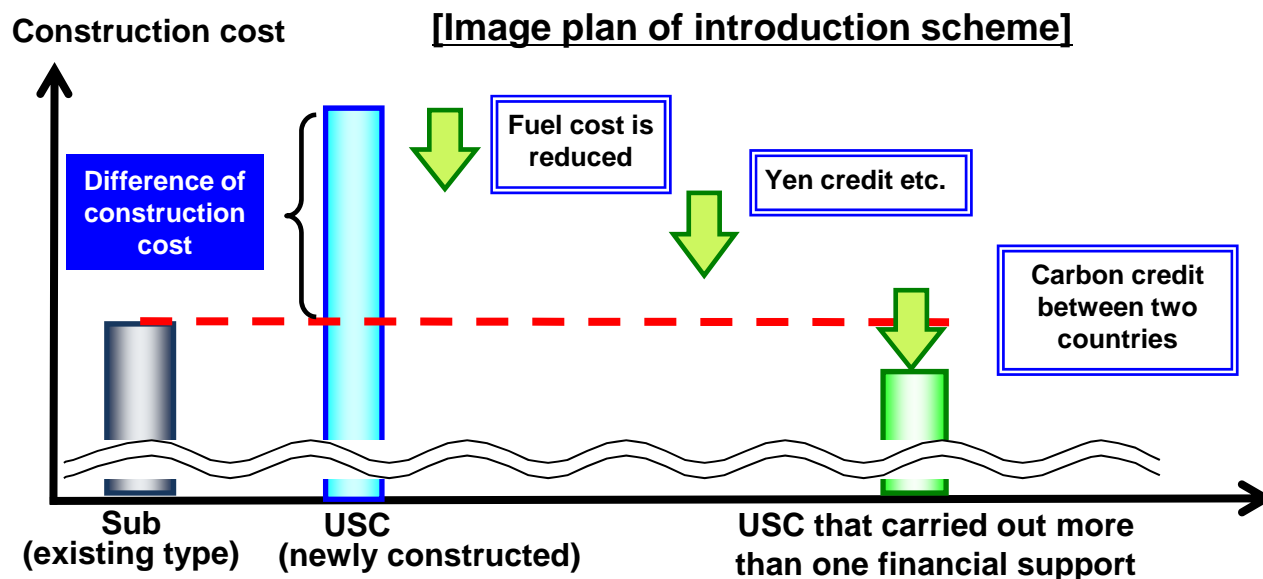 Construction cost
[Image plan of introduction scheme]
Fuel cost is
reduced
Yen credit etc.
Difference of
construction
cost
Carbon credit
between two
countries
Sub
(existing type)
USC
(newly constructed)
USC that carried out more
than one financial support